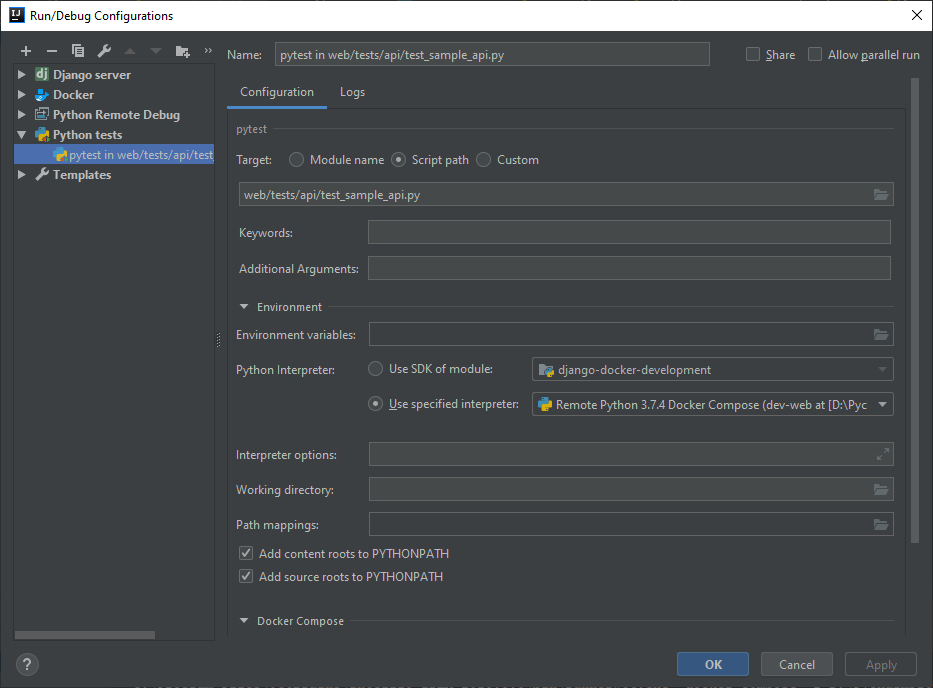 IJ Run/Debug Configurations
Name: pytest in web/tests/api/test_sample_api.py Share Allow parallel run
dj Django server
Docker
Python Remote Debug
Python tests
pytest in web/tests/api/test
Templates
Configuration Logs
pytest
Target: Module name Script path Custom
web/tests/api/test_sample_api.py
Keywords:
Additional Arguments:
Environment
Environment variables:
Python Interpreter: Use SDK of module: django-docker-development
Use specified interpreter: Remote Python 3.7.4 Docker Compose (dev-web at [D:\Pyc
Interpreter options:
Working directory:
Path mappings:
Add content roots to PYTHONPATH
Add source roots to PYTHONPATH
Docker Compose
? OK Cancel Apply